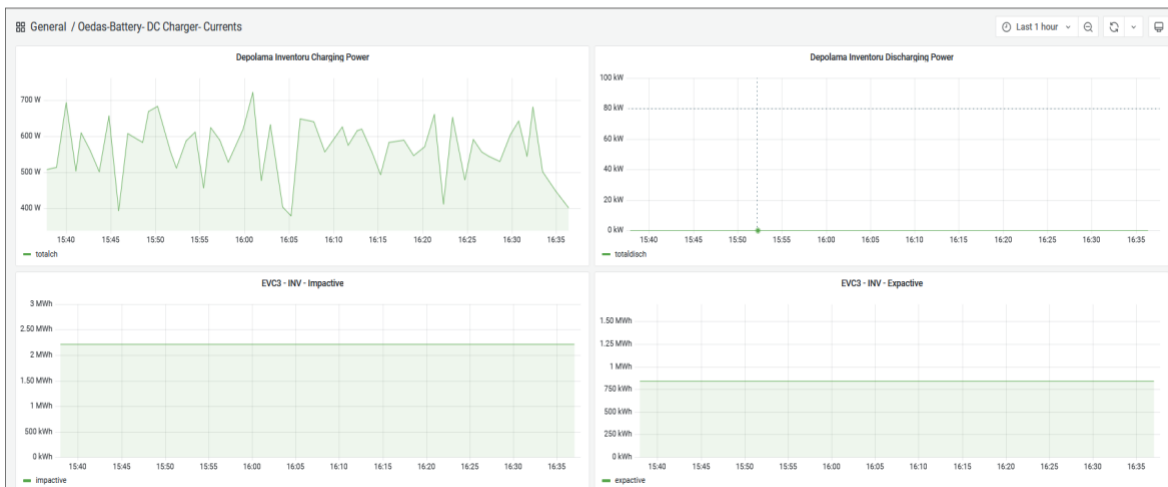 General / Oedas-Battery- DC Charger- Currents
Last 1 hour
Depolama Inventoru Charging Power
700 W
600 W
500 W
400 W
15:40 15:45 15:50 15:55 16:00 16:05 16:10 16:15 16:20 16:25 16:30 16:35
totalch
Depolama Inventoru Discharging Power
100 kW
80 kW
60 kW
40 kW
20 kW
0 kW
15:40 15:45 15:50 15:55 16:00 16:05 16:10 16:15 16:20 16:25 16:30 16:35
totaldisch
EVC3 - INV - Impactive
3 MWh
2.50 MWh
2 MWh
1.50 MWh
1 MWh
500 kWh
0 kWh
15:40 15:45 15:50 15:55 16:00 16:05 16:10 16:15 16:20 16:25 16:30 16:35
impactive
EVC3 - INV - Expactive
1.50 MWh
1.25 MWh
1 MWh
750 kWh
500 kWh
250 kWh
0 kWh
15:40 15:45 15:50 15:55 16:00 16:05 16:10 16:15 16:20 16:25 16:30 16:35
expactive